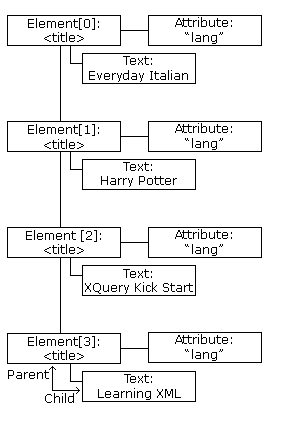 Element[0]:
<title>
Attribute:
“lang”
Text:
Everyday Italian
Element[1]:
<title>
Attribute:
“lang”
Text:
Harry Potter
Element [2]:
<title>
Attribute:
“lang”
Text:
XQuery Kick Start
Element[3]:
<title>
Attribute:
“lang”
Parent
Child
Text:
Learning XML